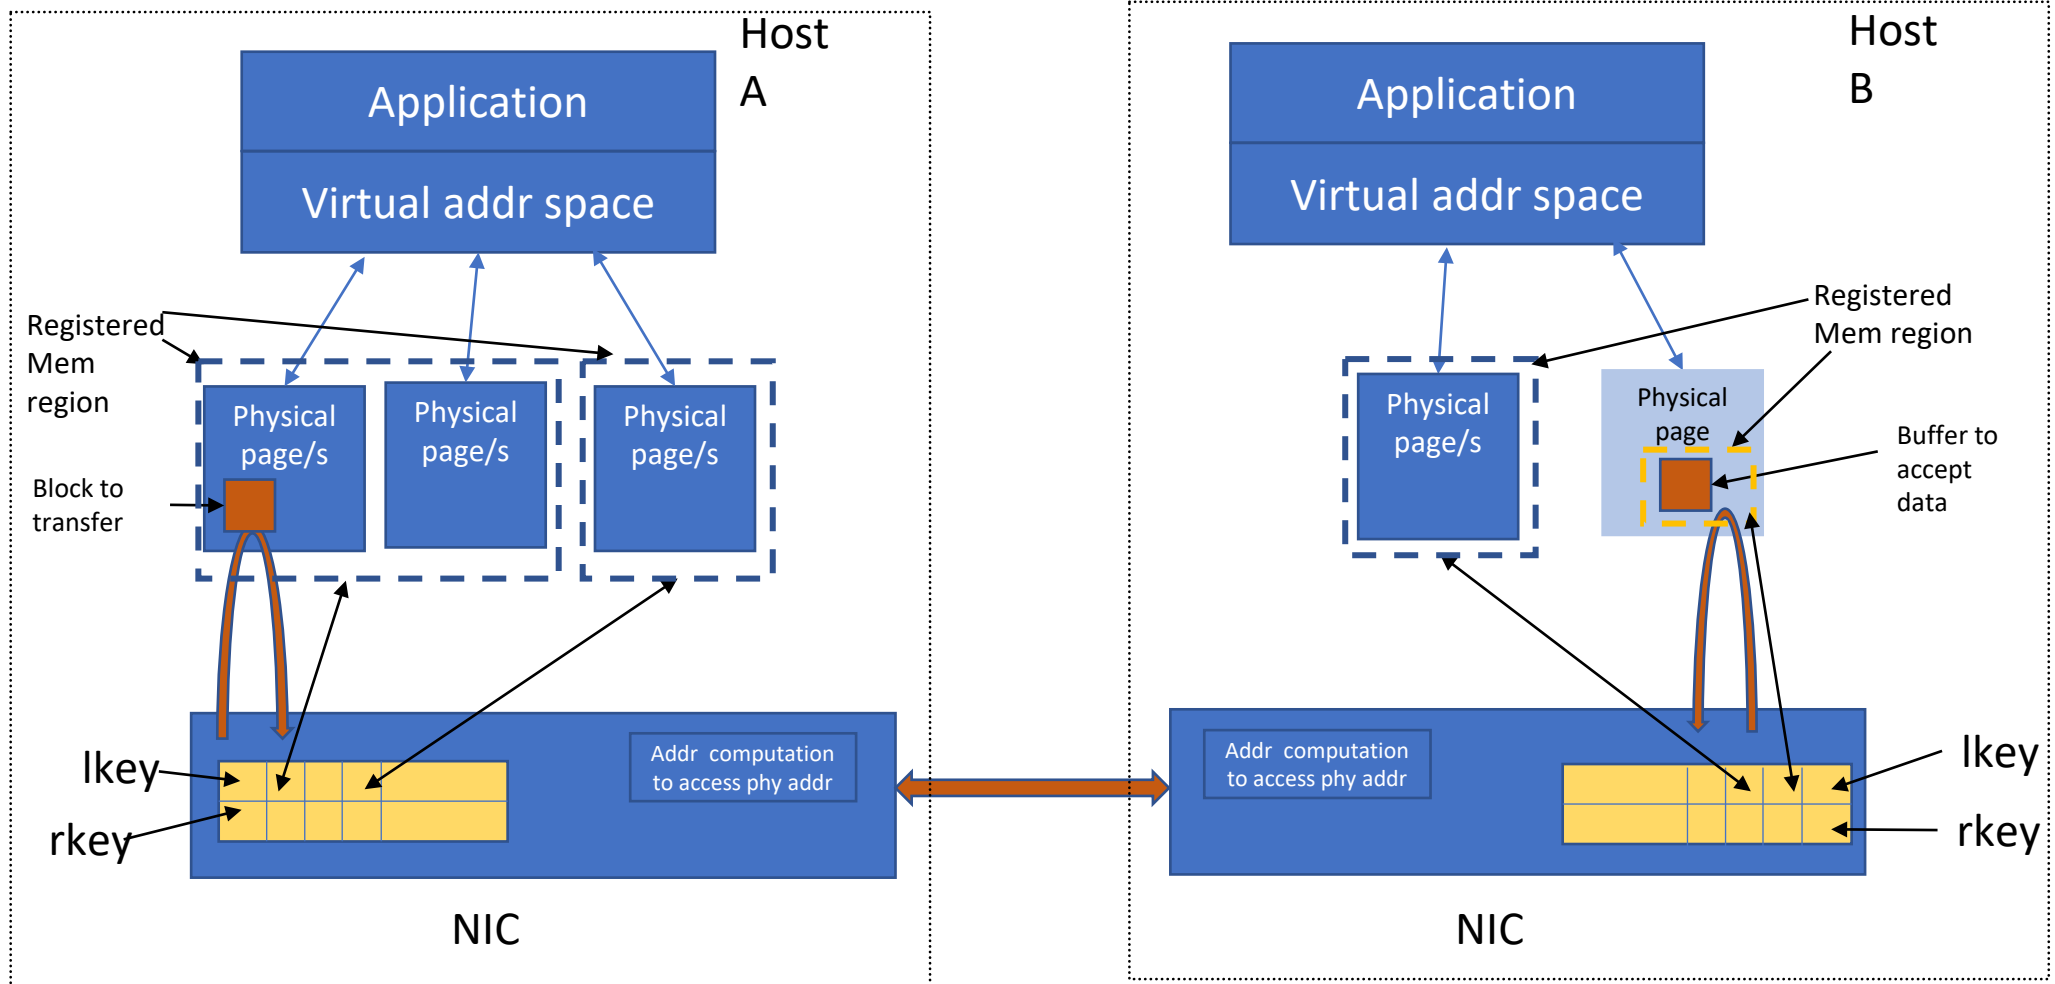 Host
A
Application
Virtual addr space
Registered
Mem
region
Physical
page/s
Physical
page/s
Physical
page/s
Block to
transfer
Addr computation
to access phy addr
lkey
rkey
NIC
Host
B
Application
Virtual addr space
Registered
Mem region
Physical
page/s
Physical
page
Buffer to
accept
data
Addr computation
to access phy addr
lkey
rkey
NIC